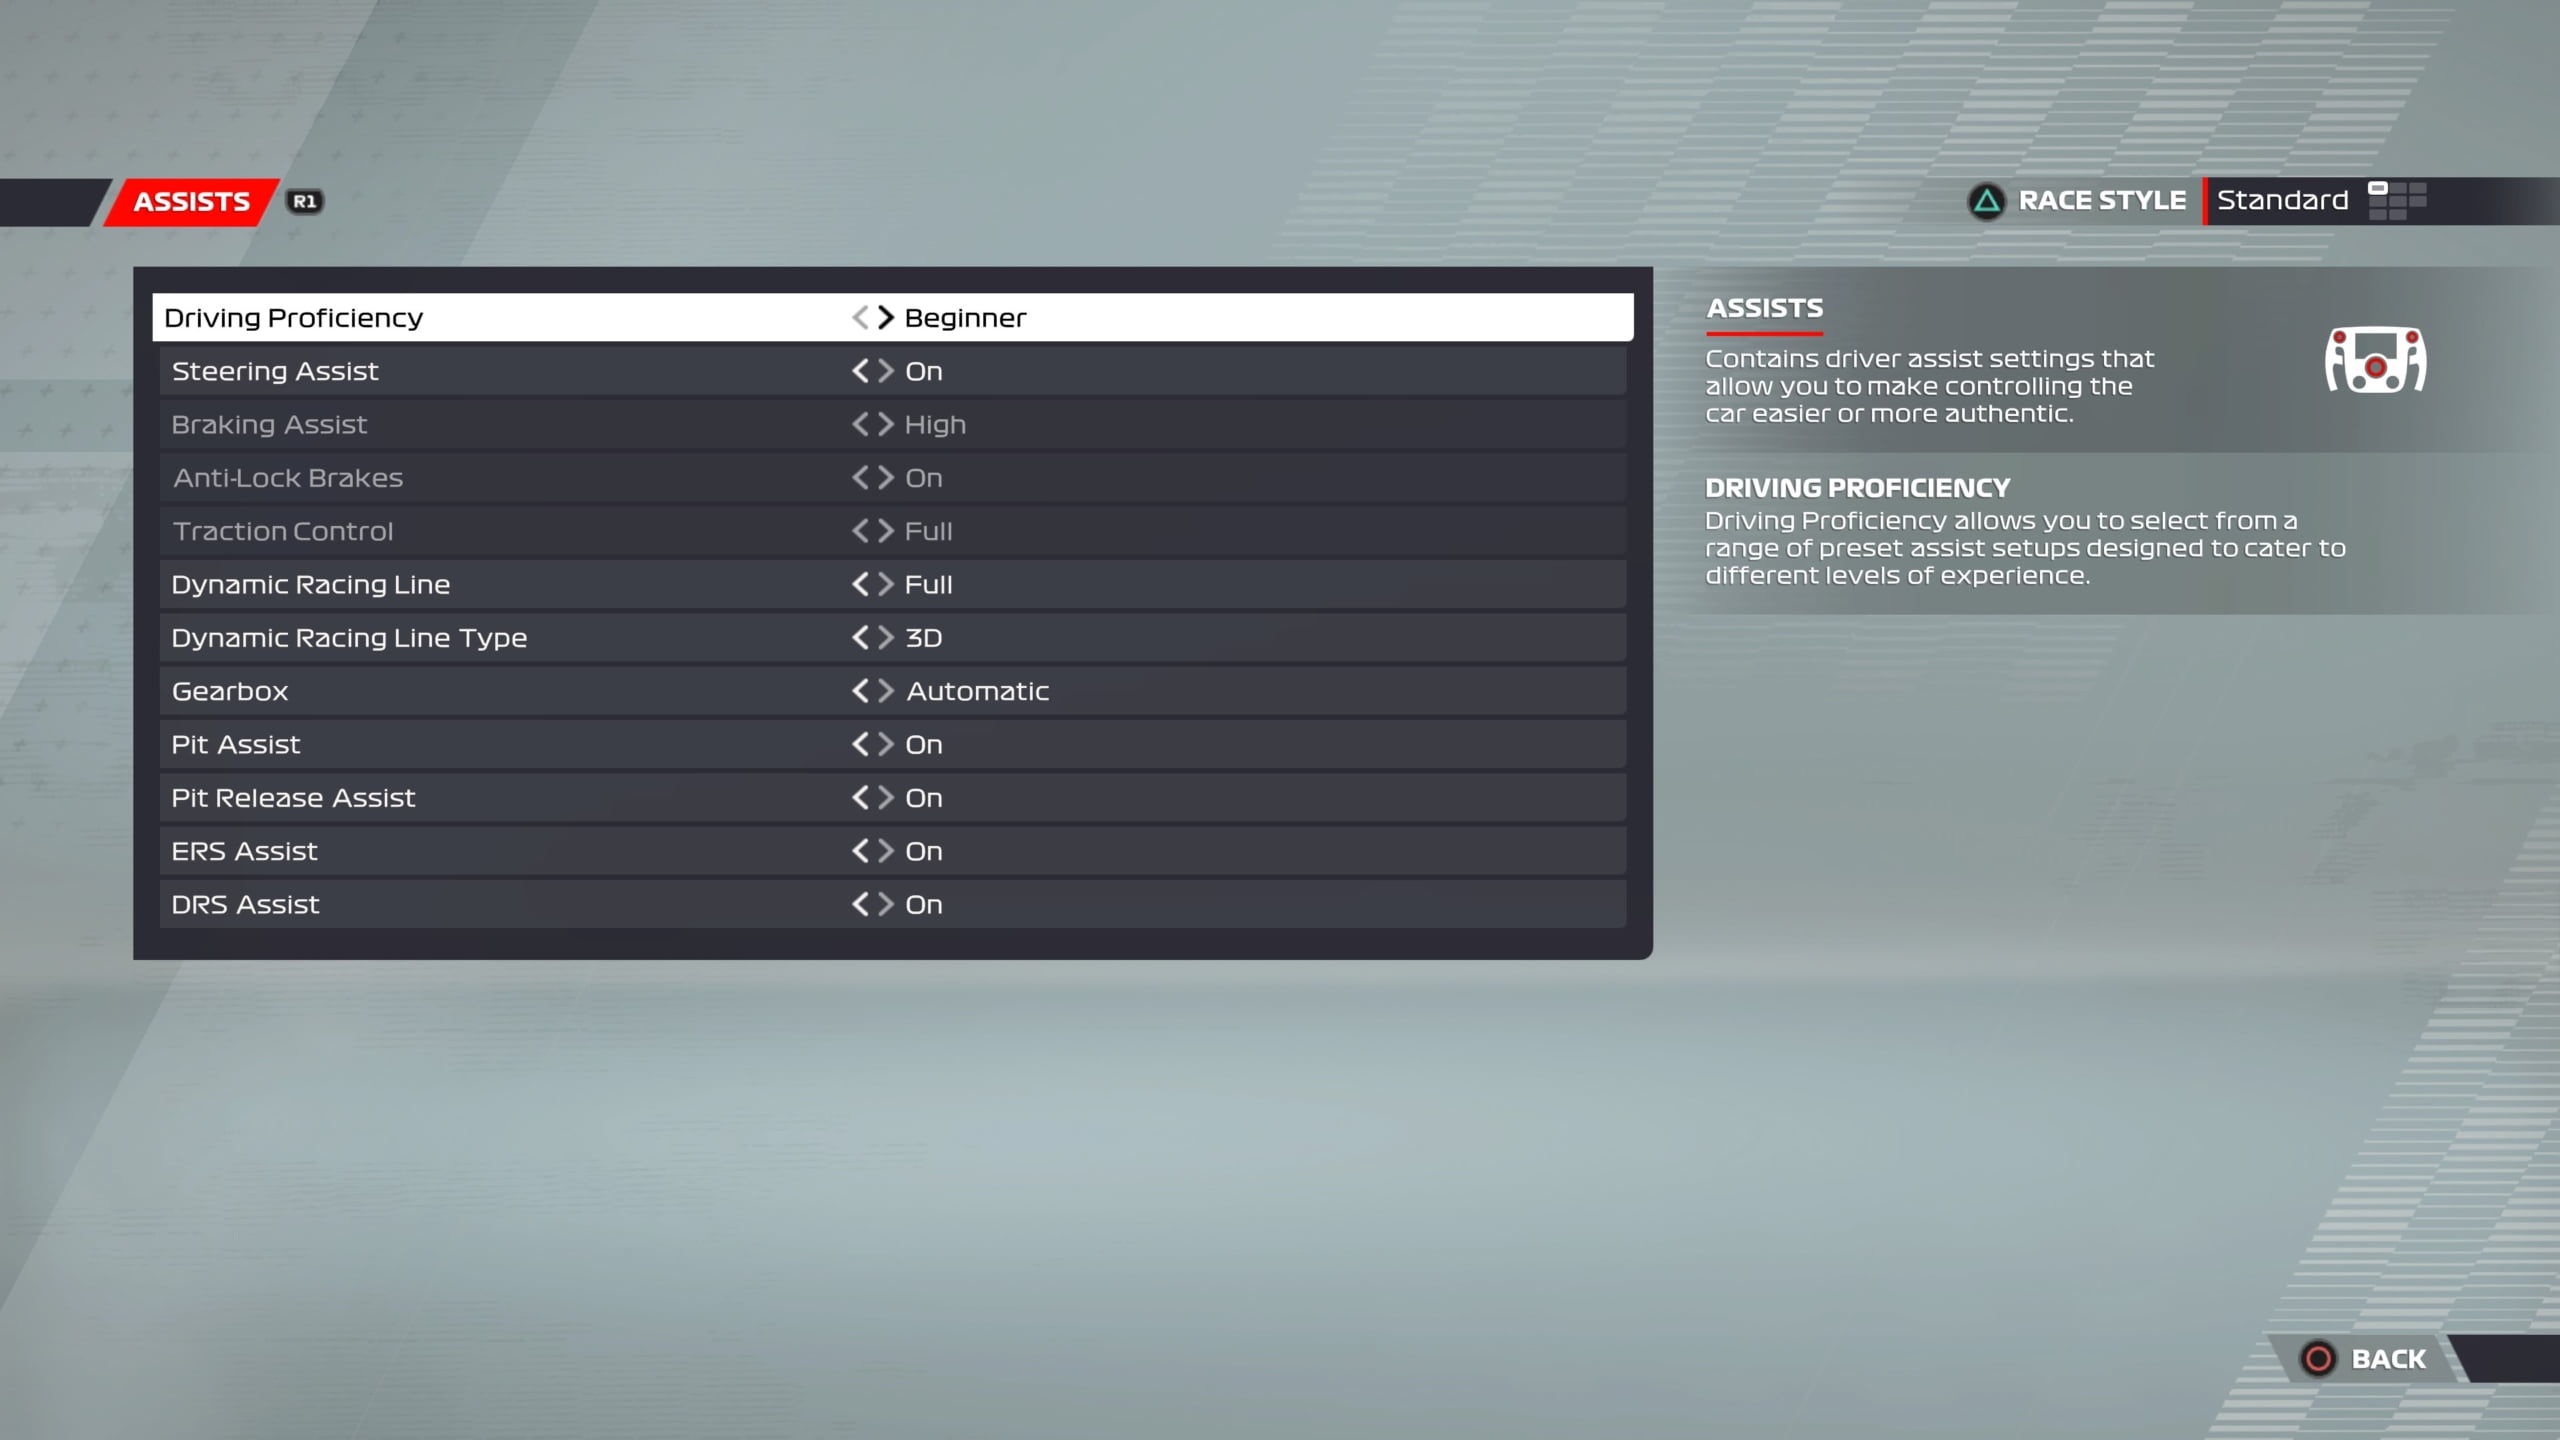 ASSISTS R1
RACE STYLE Standard
Driving Proficiency Beginner
Steering Assist On
Braking Assist High
Anti-Lock Brakes On
Traction Control Full
Dynamic Racing Line Full
Dynamic Racing Line Type 3D
Gearbox Automatic
Pit Assist On
Pit Release Assist On
ERS Assist On
DRS Assist On
ASSISTS
Contains driver assist settings that
allow you to make controlling the
car easier or more authentic.
DRIVING PROFICIENCY
Driving Proficiency allows you to select from a
range of preset assist setups designed to cater to
different levels of experience.
BACK